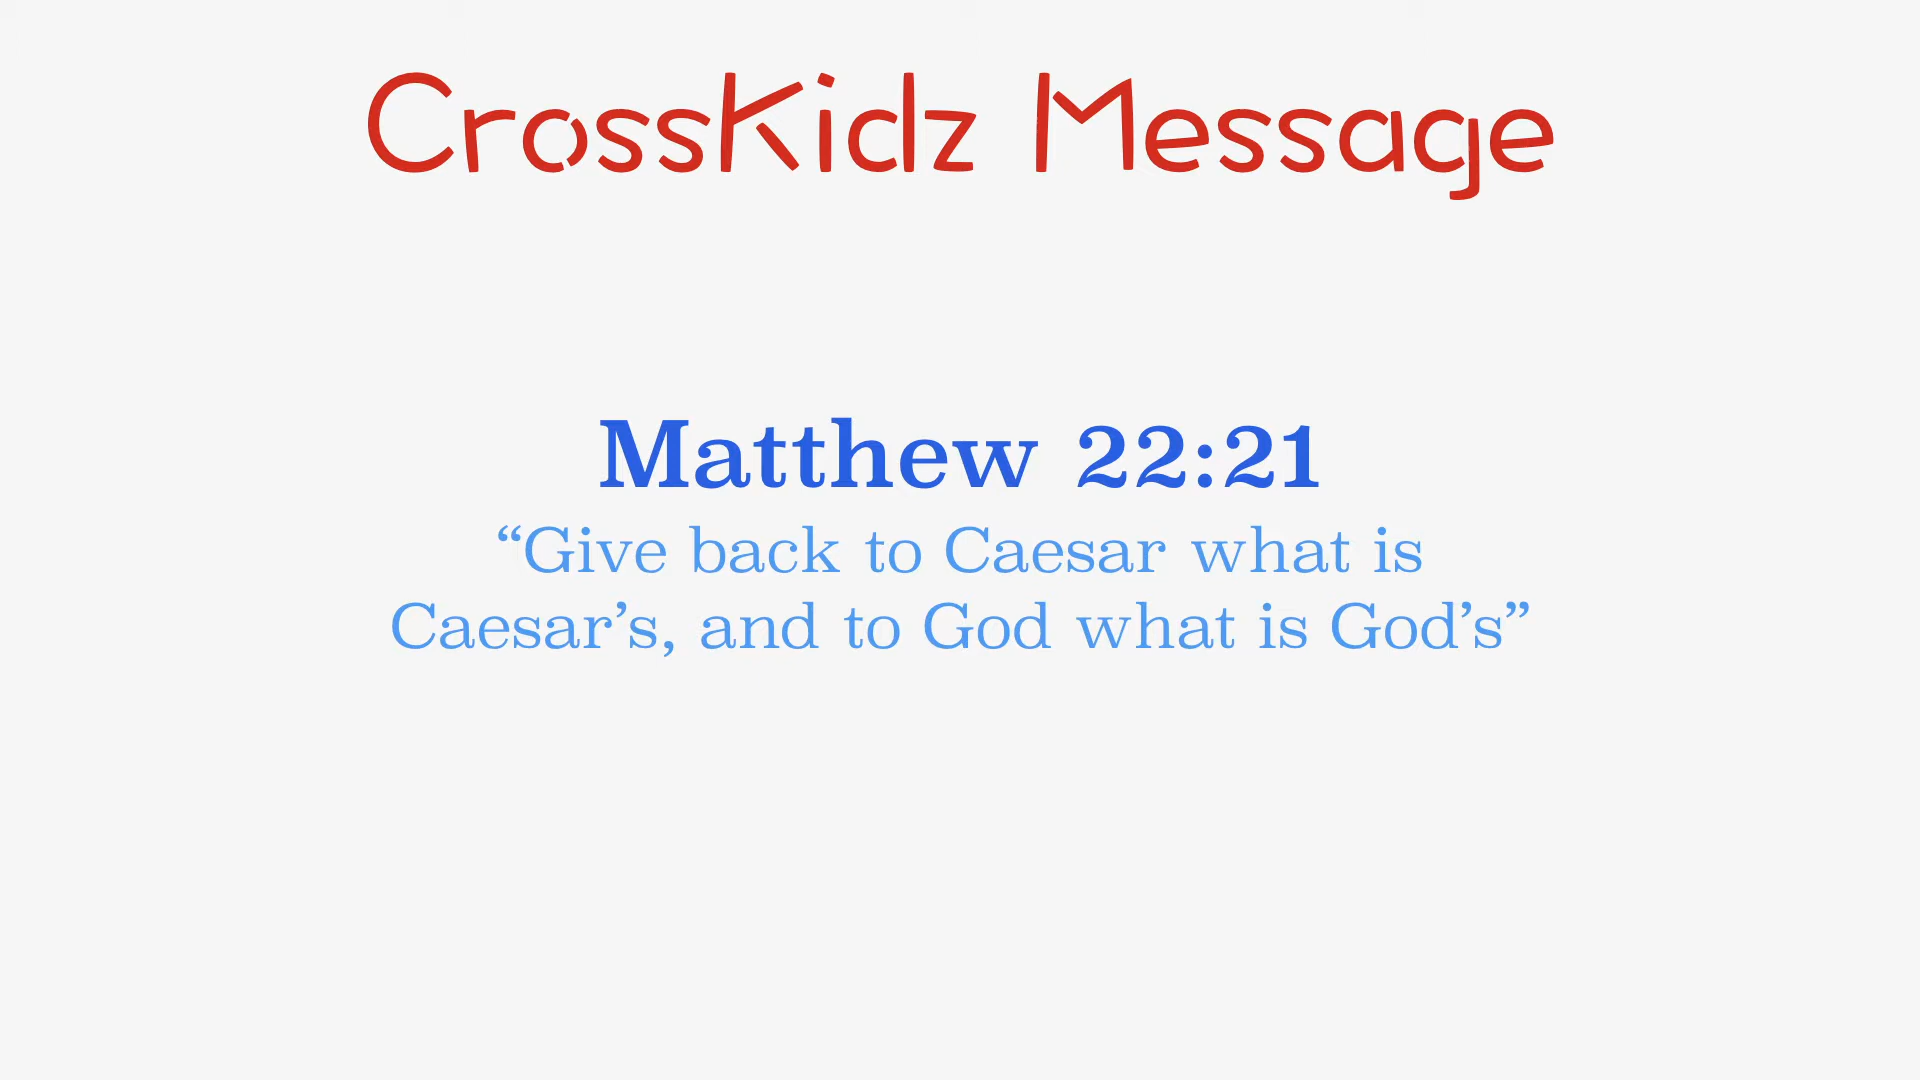 CrossKidz Message
Matthew 22:21
“Give back to Caesar what is
Caesar’s, and to God what is God’s”